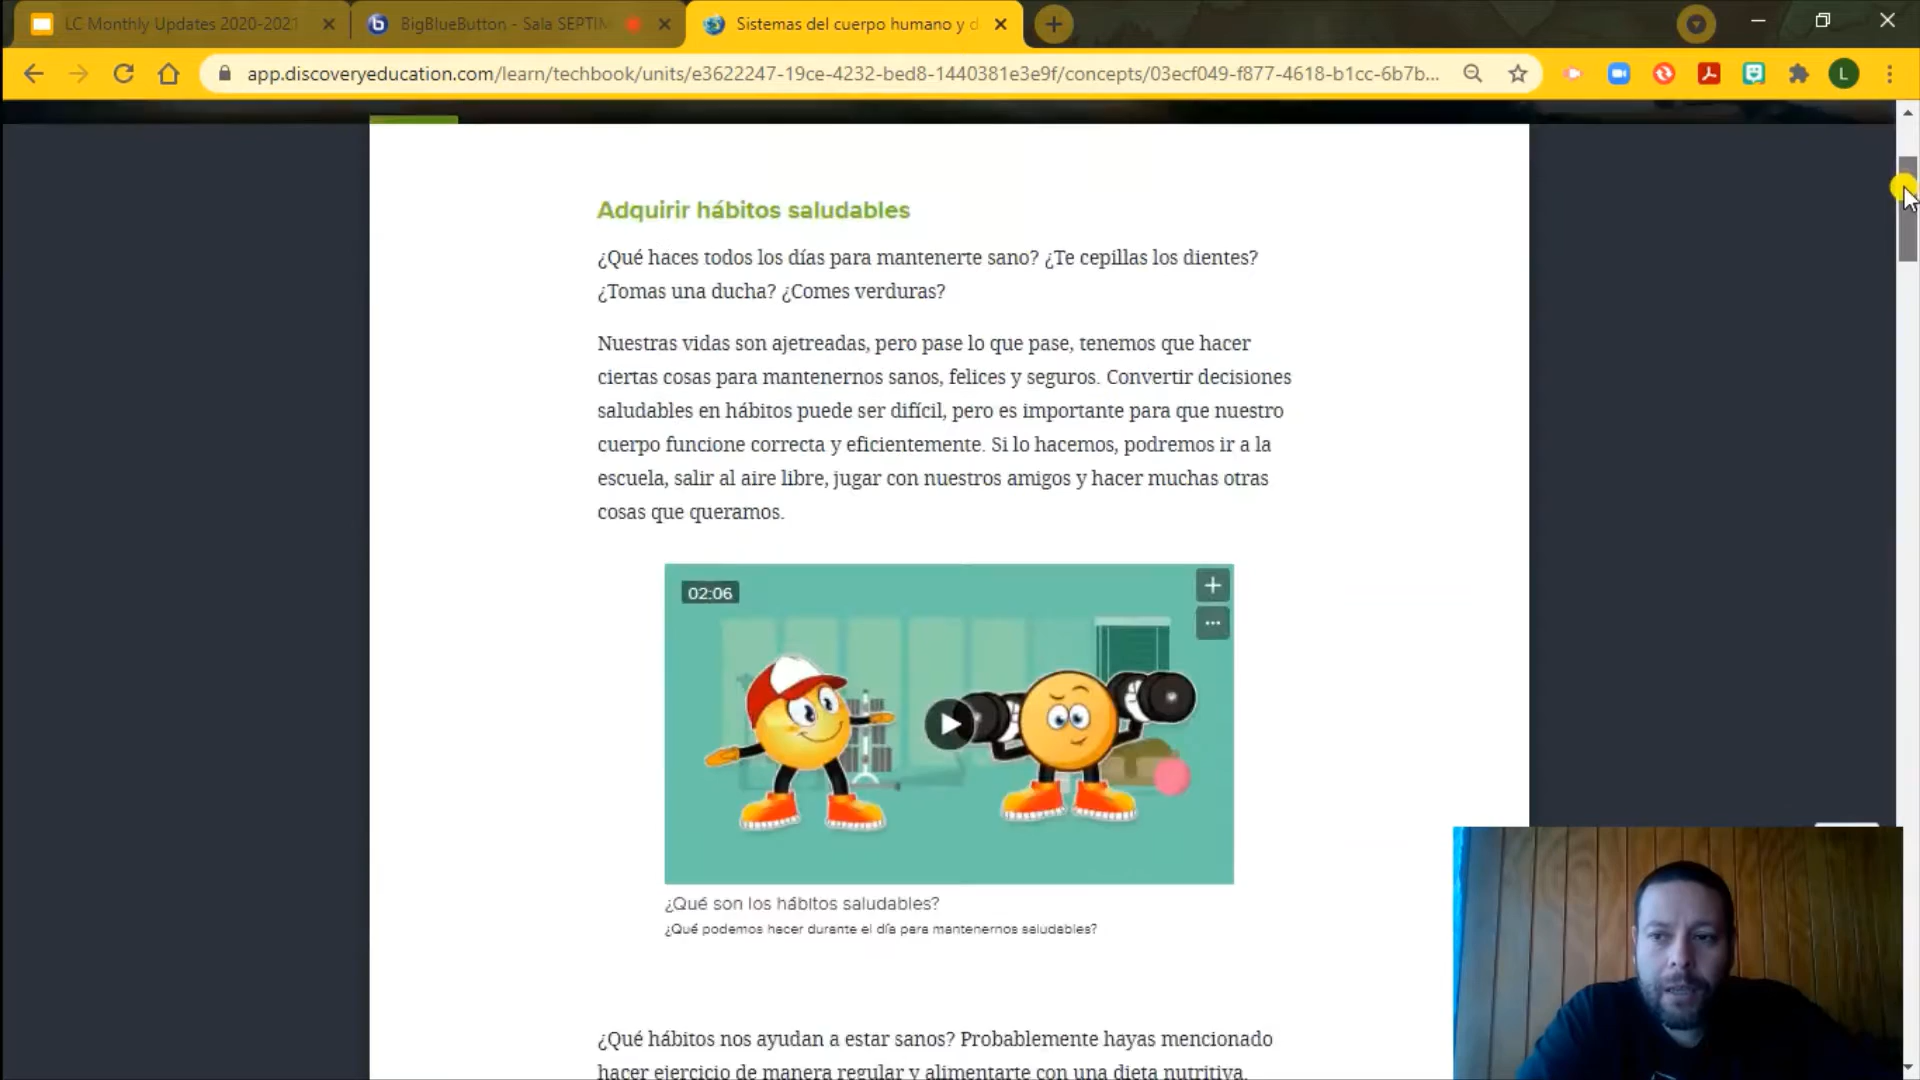 LC Monthly Updates 2020-2021
BigBlueButton - Sala SEPTIM
Sistemas del cuerpo humano y d
app.discoveryeducation.com/learn/techbook/units/e3622247-19ce-4232-bed8-1440381e3e9f/concepts/03ecf049-f877-4618-b1cc-6b7b...
L
Adquirir hábitos saludables
¿Qué haces todos los días para mantenerte sano? ¿Te cepillas los dientes?
¿Tomas una ducha? ¿Comes verduras?
Nuestras vidas son ajetreadas, pero pase lo que pase, tenemos que hacer
ciertas cosas para mantenernos sanos, felices y seguros. Convertir decisiones
saludables en hábitos puede ser difícil, pero es importante para que nuestro
cuerpo funcione correcta y eficientemente. Si lo hacemos, podremos ir a la
escuela, salir al aire libre, jugar con nuestros amigos y hacer muchas otras
cosas que queramos.
02:06
¿Qué son los hábitos saludables?
¿Qué podemos hacer durante el día para mantenernos saludables?
¿Qué hábitos nos ayudan a estar sanos? Probablemente hayas mencionado
hacer ejercicio de manera regular y alimentarte con una dieta nutritiva.